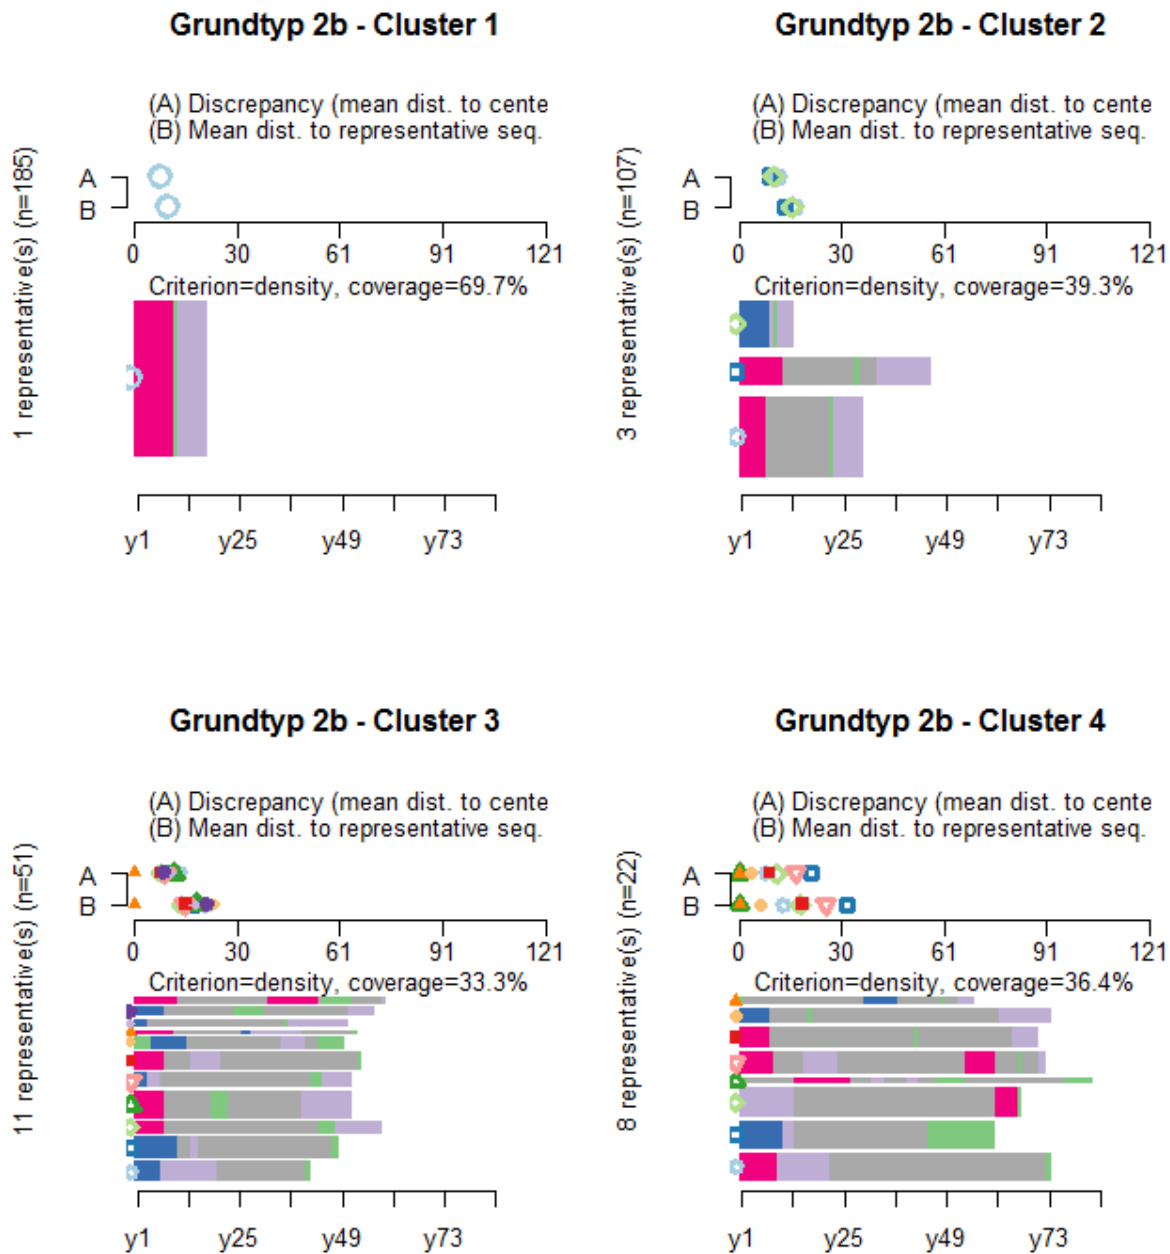 Grundtyp 2b - Cluster 1
(A) Discrepancy (mean dist. to cente
(B) Mean dist. to representative seq.
1 representative(s) (n=185)
A
B
0 30 61 91 121
Criterion=density, coverage=69.7%
y1 y25 y49 y73
Grundtyp 2b - Cluster 2
(A) Discrepancy (mean dist. to cente
(B) Mean dist. to representative seq.
3 representative(s) (n=107)
A
B
0 30 61 91 121
Criterion=density, coverage=39.3%
y1 y25 y49 y73
Grundtyp 2b - Cluster 3
(A) Discrepancy (mean dist. to cente
(B) Mean dist. to representative seq.
11 representative(s) (n=51)
A
B
0 30 61 91 121
Criterion=density, coverage=33.3%
y1 y25 y49 y73
Grundtyp 2b - Cluster 4
(A) Discrepancy (mean dist. to cente
(B) Mean dist. to representative seq.
8 representative(s) (n=22)
A
B
0 30 61 91 121
Criterion=density, coverage=36.4%
y1 y25 y49 y73